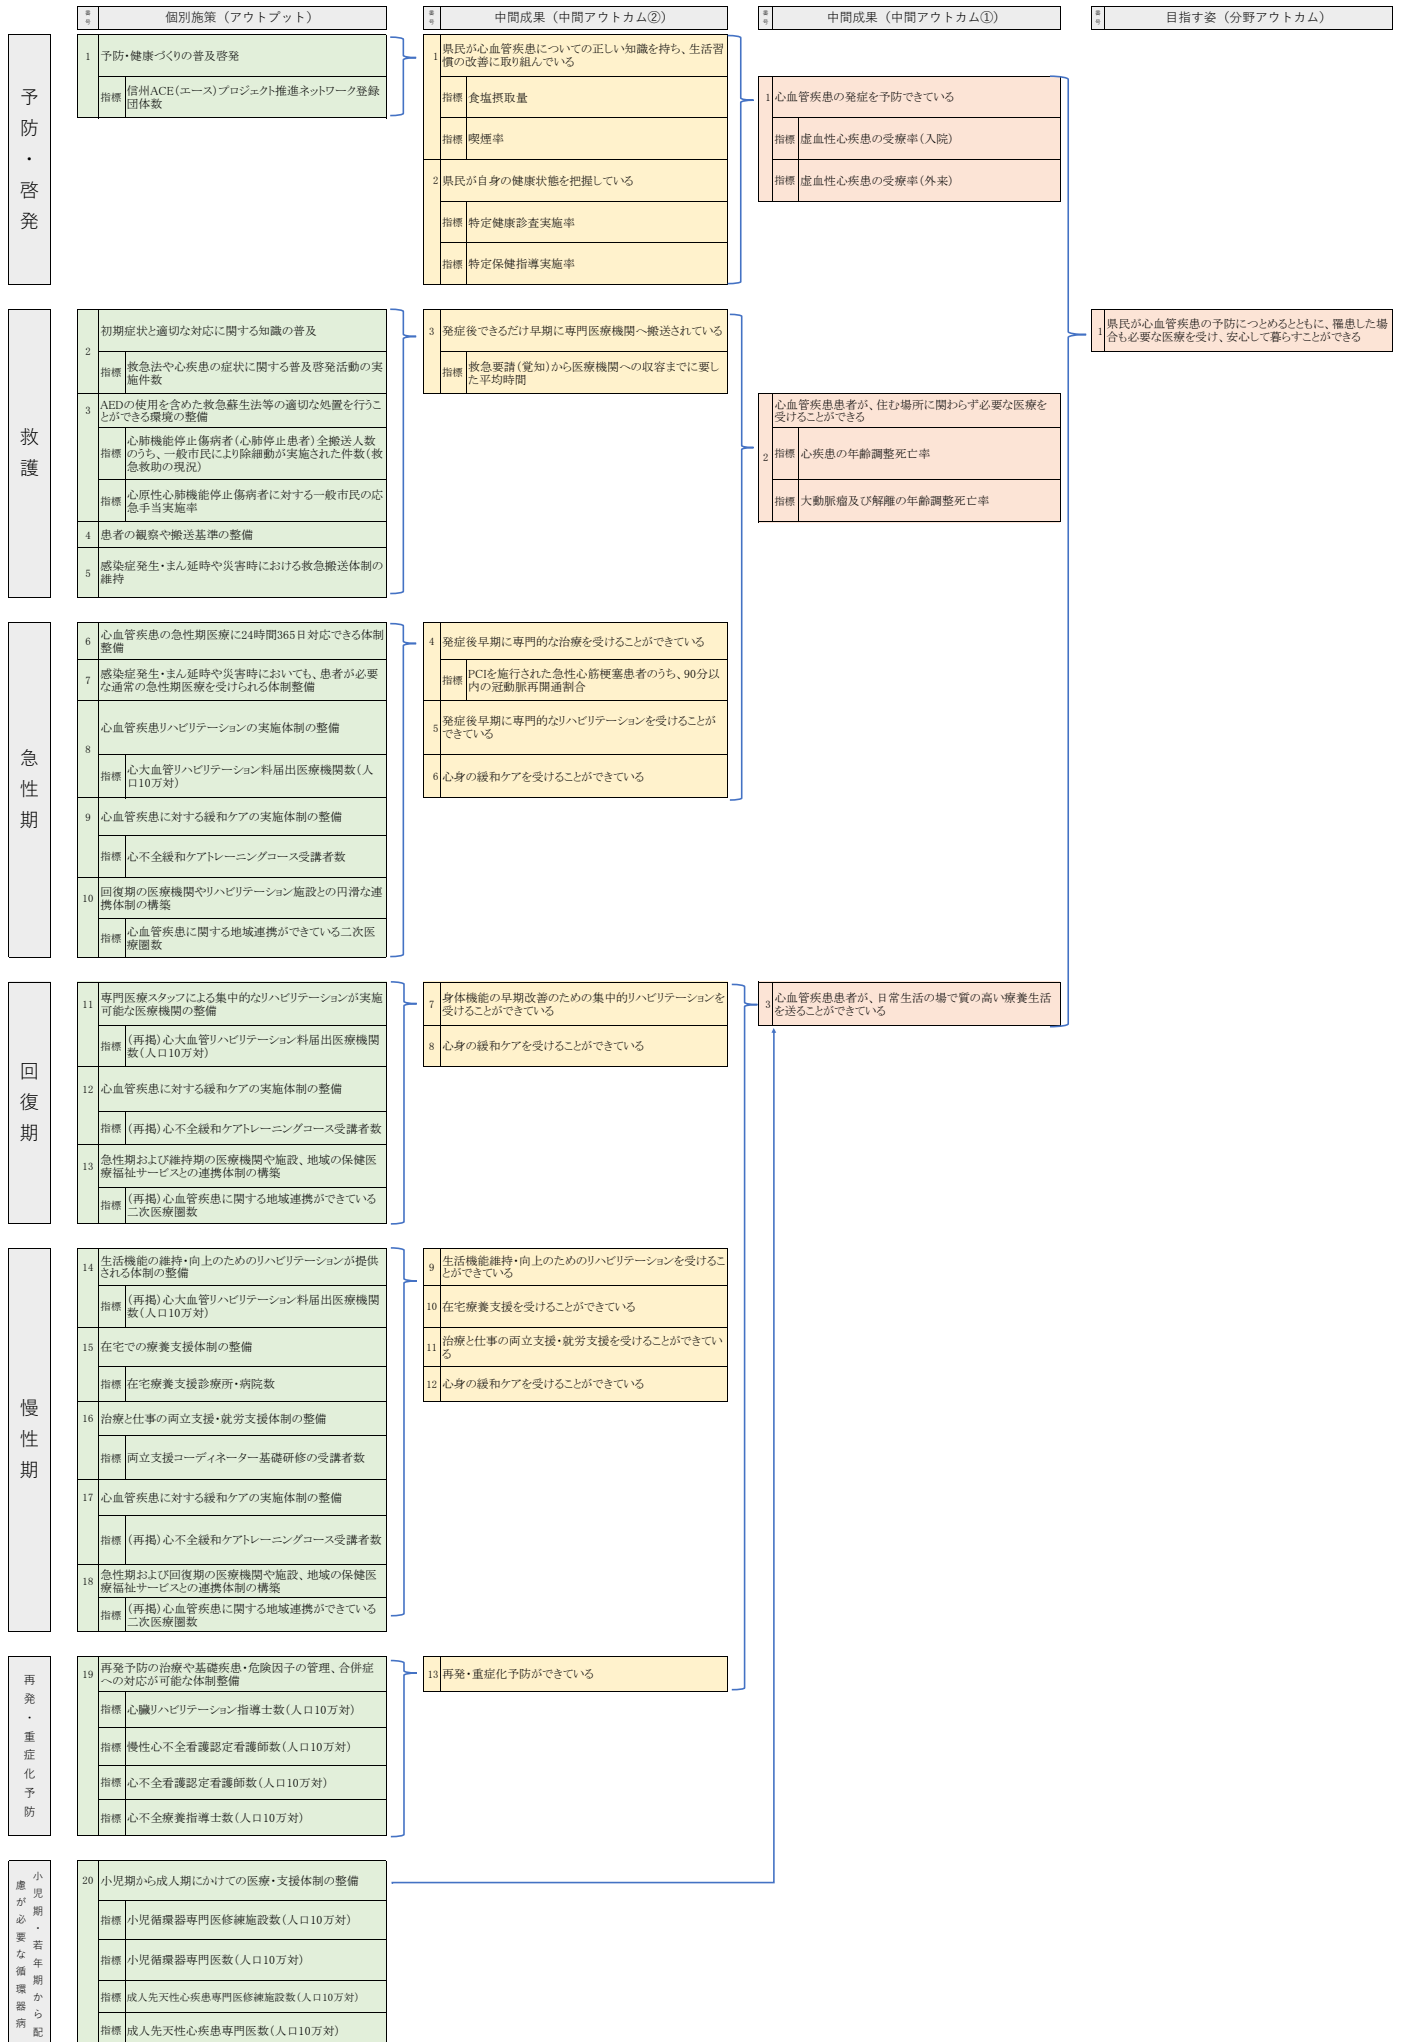 番号
個別施策（アウトプット）
番号
中間成果（中間アウトカム②）
番号
中間成果（中間アウトカム①）
番号
目指す姿（分野アウトカム）
予防・啓発
1
予防・健康づくりの普及啓発
指標
信州ACE（エース）プロジェクト推進ネットワーク登録
団体数
1
県民が心血管疾患についての正しい知識を持ち、生活習
慣の改善に取り組んでいる
指標
食塩摂取量
指標
喫煙率
2
県民が自身の健康状態を把握している
指標
特定健康診査実施率
指標
特定保健指導実施率
1
心血管疾患の発症を予防できている
指標
虚血性心疾患の受療率（入院）
指標
虚血性心疾患の受療率（外来）
救護
2
初期症状と適切な対応に関する知識の普及
指標
救急法や心疾患の症状に関する普及啓発活動の実
施件数
3
AEDの使用を含めた救急蘇生法等の適切な処置を行うこ
とができる環境の整備
指標
心肺機能停止傷病者（心肺停止患者）全搬送人数
のうち、一般市民により除細動が実施された件数（救
急救助の現況）
指標
心原性心肺機能停止傷病者に対する一般市民の応
急手当実施率
4
患者の観察や搬送基準の整備
5
感染症発生・まん延時や災害時における救急搬送体制の
維持
3
発症後できるだけ早期に専門医療機関へ搬送されている
指標
救急要請（覚知）から医療機関への収容までに要し
た平均時間
2
心血管疾患患者が、住む場所に関わらず必要な医療を
受けることができる
指標
心疾患の年齢調整死亡率
指標
大動脈瘤及び解離の年齢調整死亡率
1
県民が心血管疾患の予防につとめるとともに、罹患した場
合も必要な医療を受け、安心して暮らすことができる
急性期
6
心血管疾患の急性期医療に24時間365日対応できる体制
整備
7
感染症発生・まん延時や災害時においても、患者が必要
な通常の急性期医療を受けられる体制整備
8
心血管疾患リハビリテーションの実施体制の整備
指標
心大血管リハビリテーション料届出医療機関数（人
口10万対）
9
心血管疾患に対する緩和ケアの実施体制の整備
指標
心不全緩和ケアトレーニングコース受講者数
10
回復期の医療機関やリハビリテーション施設との円滑な連
携体制の構築
指標
心血管疾患に関する地域連携ができている二次医
療圏数
4
発症後早期に専門的な治療を受けることができている
指標
PCIを施行された急性心筋梗塞患者のうち、90分以
内の冠動脈再開通割合
5
発症後早期に専門的なリハビリテーションを受けることが
できている
6
心身の緩和ケアを受けることができている
回復期
11
専門医療スタッフによる集中的なリハビリテーションが実施
可能な医療機関の整備
指標
（再掲）心大血管リハビリテーション料届出医療機関
数（人口10万対）
12
心血管疾患に対する緩和ケアの実施体制の整備
指標
（再掲）心不全緩和ケアトレーニングコース受講者数
13
急性期および維持期の医療機関や施設、地域の保健医
療福祉サービスとの連携体制の構築
指標
（再掲）心血管疾患に関する地域連携ができている
二次医療圏数
7
身体機能の早期改善のための集中的リハビリテーションを
受けることができている
8
心身の緩和ケアを受けることができている
3
心血管疾患患者が、日常生活の場で質の高い療養生活
を送ることができている
慢性期
14
生活機能の維持・向上のためのリハビリテーションが提供
される体制の整備
指標
（再掲）心大血管リハビリテーション料届出医療機関
数（人口10万対）
15
在宅での療養支援体制の整備
指標
在宅療養支援診療所・病院数
16
治療と仕事の両立支援・就労支援体制の整備
指標
両立支援コーディネーター基礎研修の受講者数
17
心血管疾患に対する緩和ケアの実施体制の整備
指標
（再掲）心不全緩和ケアトレーニングコース受講者数
18
急性期および回復期の医療機関や施設、地域の保健医
療福祉サービスとの連携体制の構築
指標
（再掲）心血管疾患に関する地域連携ができている
二次医療圏数
9
生活機能維持・向上のためのリハビリテーションを受けるこ
とができている
10
在宅療養支援を受けることができている
11
治療と仕事の両立支援・就労支援を受けることができてい
る
12
心身の緩和ケアを受けることができている
再発・重症化予防
19
再発予防の治療や基礎疾患・危険因子の管理、合併症
への対応が可能な体制整備
指標
心臓リハビリテーション指導士数（人口10万対）
指標
慢性心不全看護認定看護師数（人口10万対）
指標
心不全看護認定看護師数（人口10万対）
指標
心不全療養指導士数（人口10万対）
13
再発・重症化予防ができている
小児期・若年期から配
慮が必要な循環器病
20
小児期から成人期にかけての医療・支援体制の整備
指標
小児循環器専門医修練施設数（人口10万対）
指標
小児循環器専門医数（人口10万対）
指標
成人先天性心疾患専門医修練施設数（人口10万対）
指標
成人先天性心疾患専門医数（人口10万対）